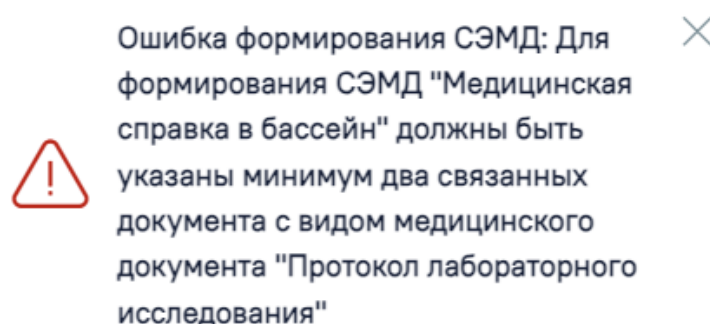 Ошибка формирования СЭМД: Для
формирования СЭМД "Медицинская
справка в бассейн" должны быть
указаны минимум два связанных
документа с видом медицинского
документа "Протокол лабораторного
исследования"